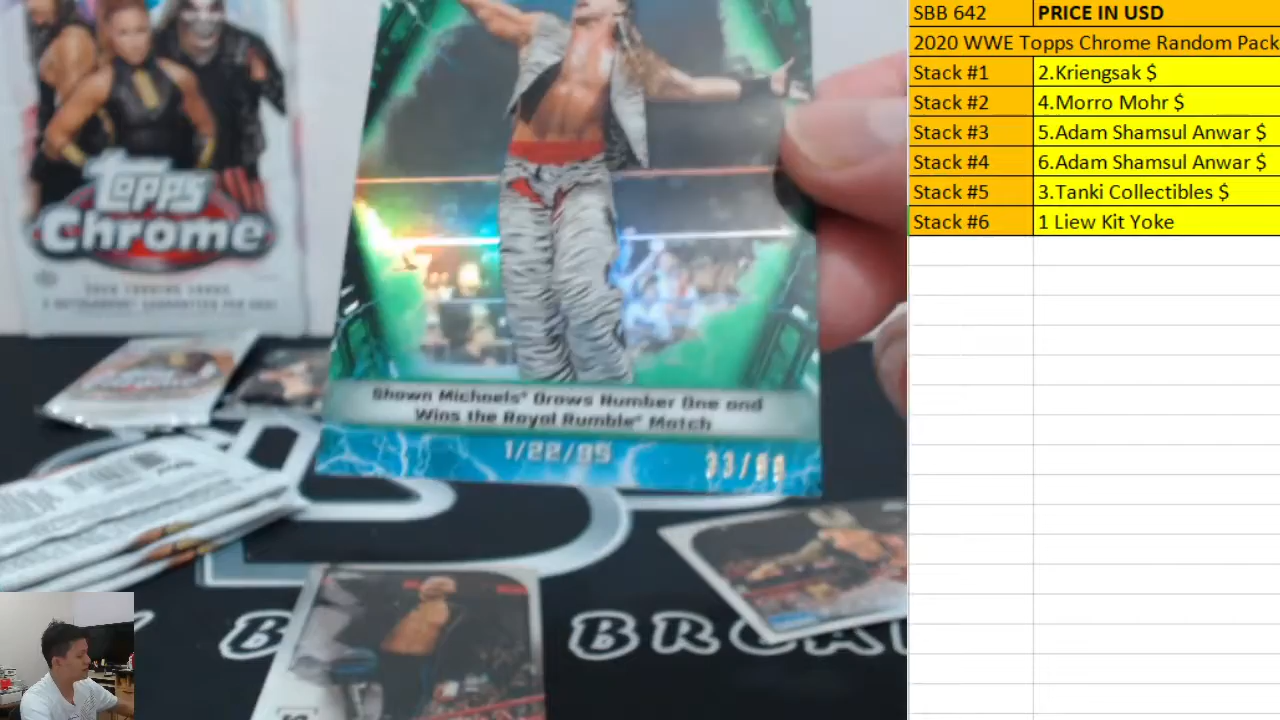 SBB 642 PRICE IN USD
2020 WWE Topps Chrome Random Pack
Stack #1 2.Kriengsak $
Stack #2 4.Morro Mohr $
Stack #3 5.Adam Shamsul Anwar $
Stack #4 6.Adam Shamsul Anwar $
Stack #5 3.Tanki Collectibles $
Stack #6 1 Liew Kit Yoke
Topps
Chrome
Shawn Michaels® Draws Number One and
Wins the Royal Rumble® Match
1/22/95
33/99